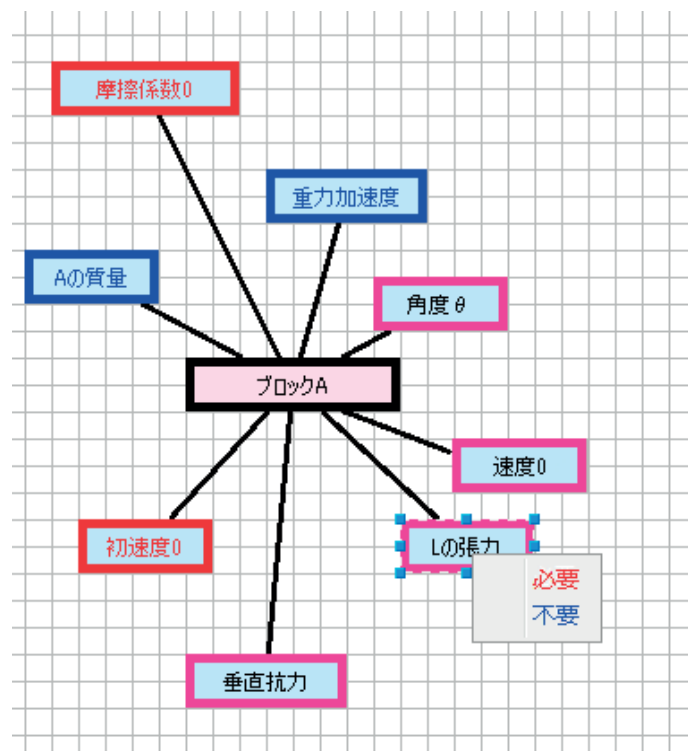 摩擦係数0
重力加速度
Aの質量
角度θ
ブロックA
速度0
初速度0
Lの張力
必要
不要
垂直抗力